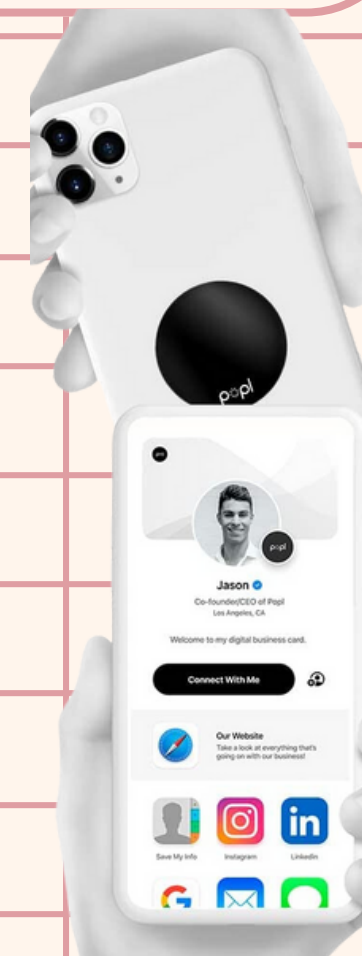 popl
popl
Jason
Co-founder/CEO of Popl
Los Angeles, CA
Welcome to my digital business card.
Connect With Me
Our Website
Take a look at everything that's
going on with our business!
Save My Info
Instagram
LinkedIn